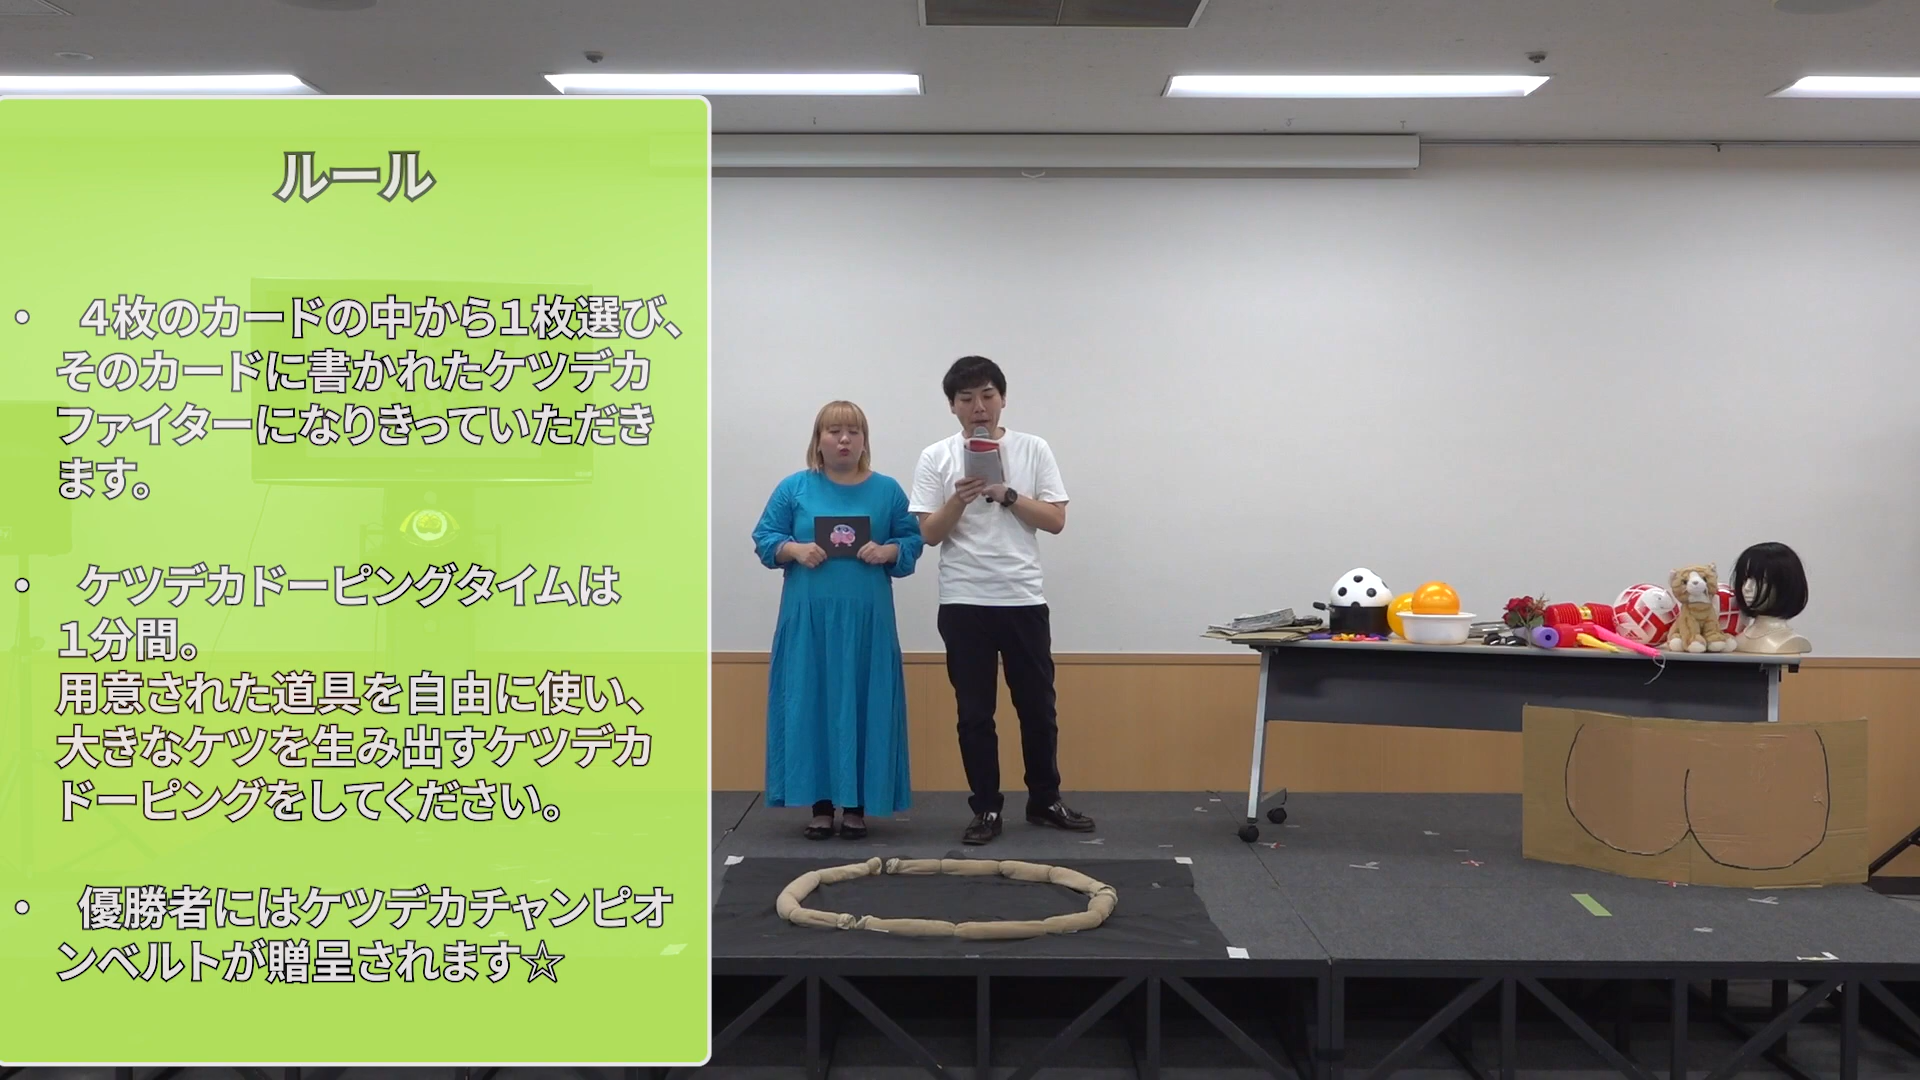 ルール
• 4枚のカードの中から1枚選び、
そのカードに書かれたケツデカ
ファイターになりきっていただき
ます。
• ケツデカドーピングタイムは
1分間。
用意された道具を自由に使い、
大きなケツを生み出すケツデカ
ドーピングをしてください。
• 優勝者にはケツデカチャンピオ
ンベルトが贈呈されます☆